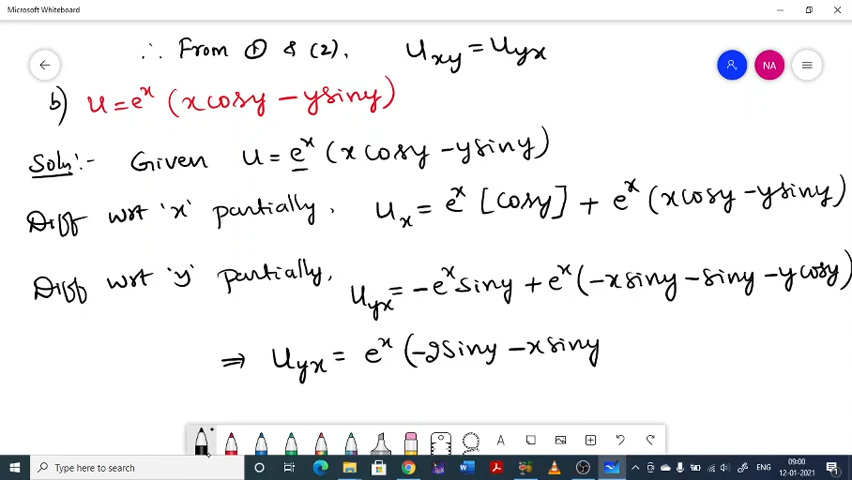 Microsoft Whiteboard
∴ From ① & (2), u_xy = u_yx
NA
b) u = e^x (x cosy - y siny)
Soln:- Given u = e^x (x cosy - y siny)
Diff wrt 'x' partially, u_x = e^x [cosy] + e^x (x cosy - y siny)
Diff wrt 'y' partially, u_yx = -e^x siny + e^x (-x siny - siny - y cosy)
⇒ u_yx = e^x (-2 siny - x siny
Type here to search
ENG
09:00
12-01-2021